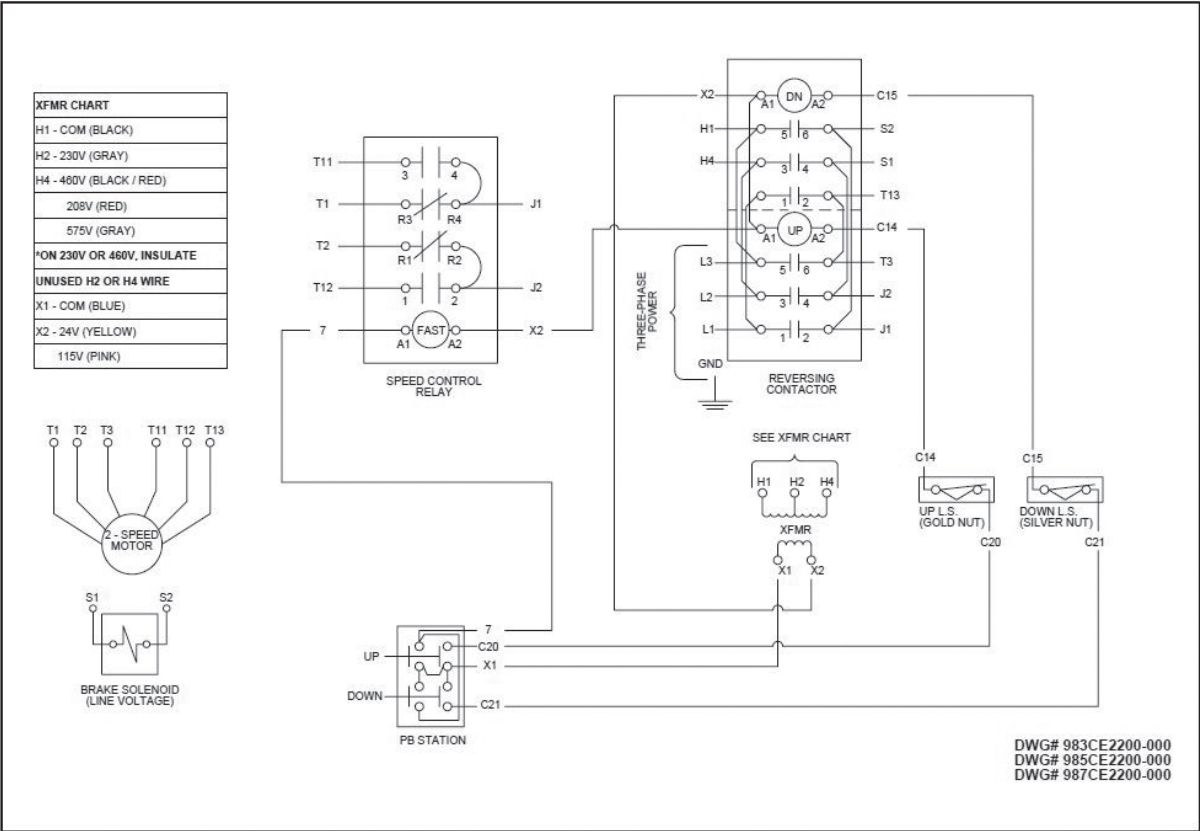 XFMR CHART
H1 - COM (BLACK)
H2 - 230V (GRAY)
H4 - 460V (BLACK / RED)
208V (RED)
575V (GRAY)
*ON 230V OR 460V, INSULATE
UNUSED H2 OR H4 WIRE
X1 - COM (BLUE)
X2 - 24V (YELLOW)
115V (PINK)
T1 T2 T3 T11 T12 T13
2 - SPEED
MOTOR
S1 S2
BRAKE SOLENOID
(LINE VOLTAGE)
T11 3 4
T1 R3 R4 J1
T2 R1 R2
T12 1 2 J2
7 A1 FAST A2 X2
SPEED CONTROL
RELAY
X2 A1 DN A2 C15
H1 5 6 S2
H4 3 4 S1
1 2 T13
A1 UP A2 C14
L3 5 6 T3
L2 3 4 J2
L1 1 2 J1
THREE-PHASE
POWER
GND
REVERSING
CONTACTOR
SEE XFMR CHART
H1 H2 H4
XFMR
X1 X2
C14
UP L.S.
(GOLD NUT)
C20
C15
DOWN L.S.
(SILVER NUT)
C21
7
C20
UP
X1
DOWN
C21
PB STATION
DWG# 983CE2200-000
DWG# 985CE2200-000
DWG# 987CE2200-000